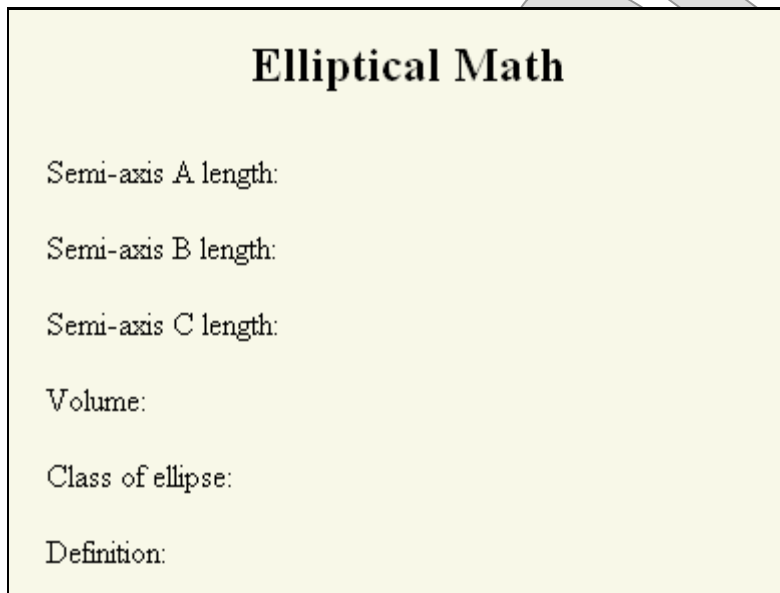 Elliptical Math
Semi-axis A length:
Semi-axis B length:
Semi-axis C length:
Volume:
Class of ellipse:
Definition: